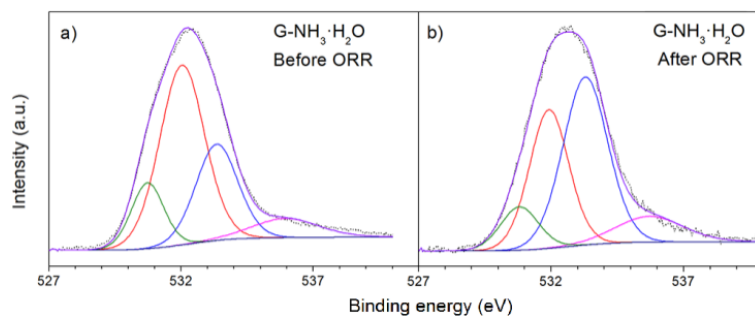 a)
G-NH₃·H₂O
Before ORR
b)
G-NH₃·H₂O
After ORR
Intensity (a.u.)
527 532 537 527 532 537
Binding energy (eV)